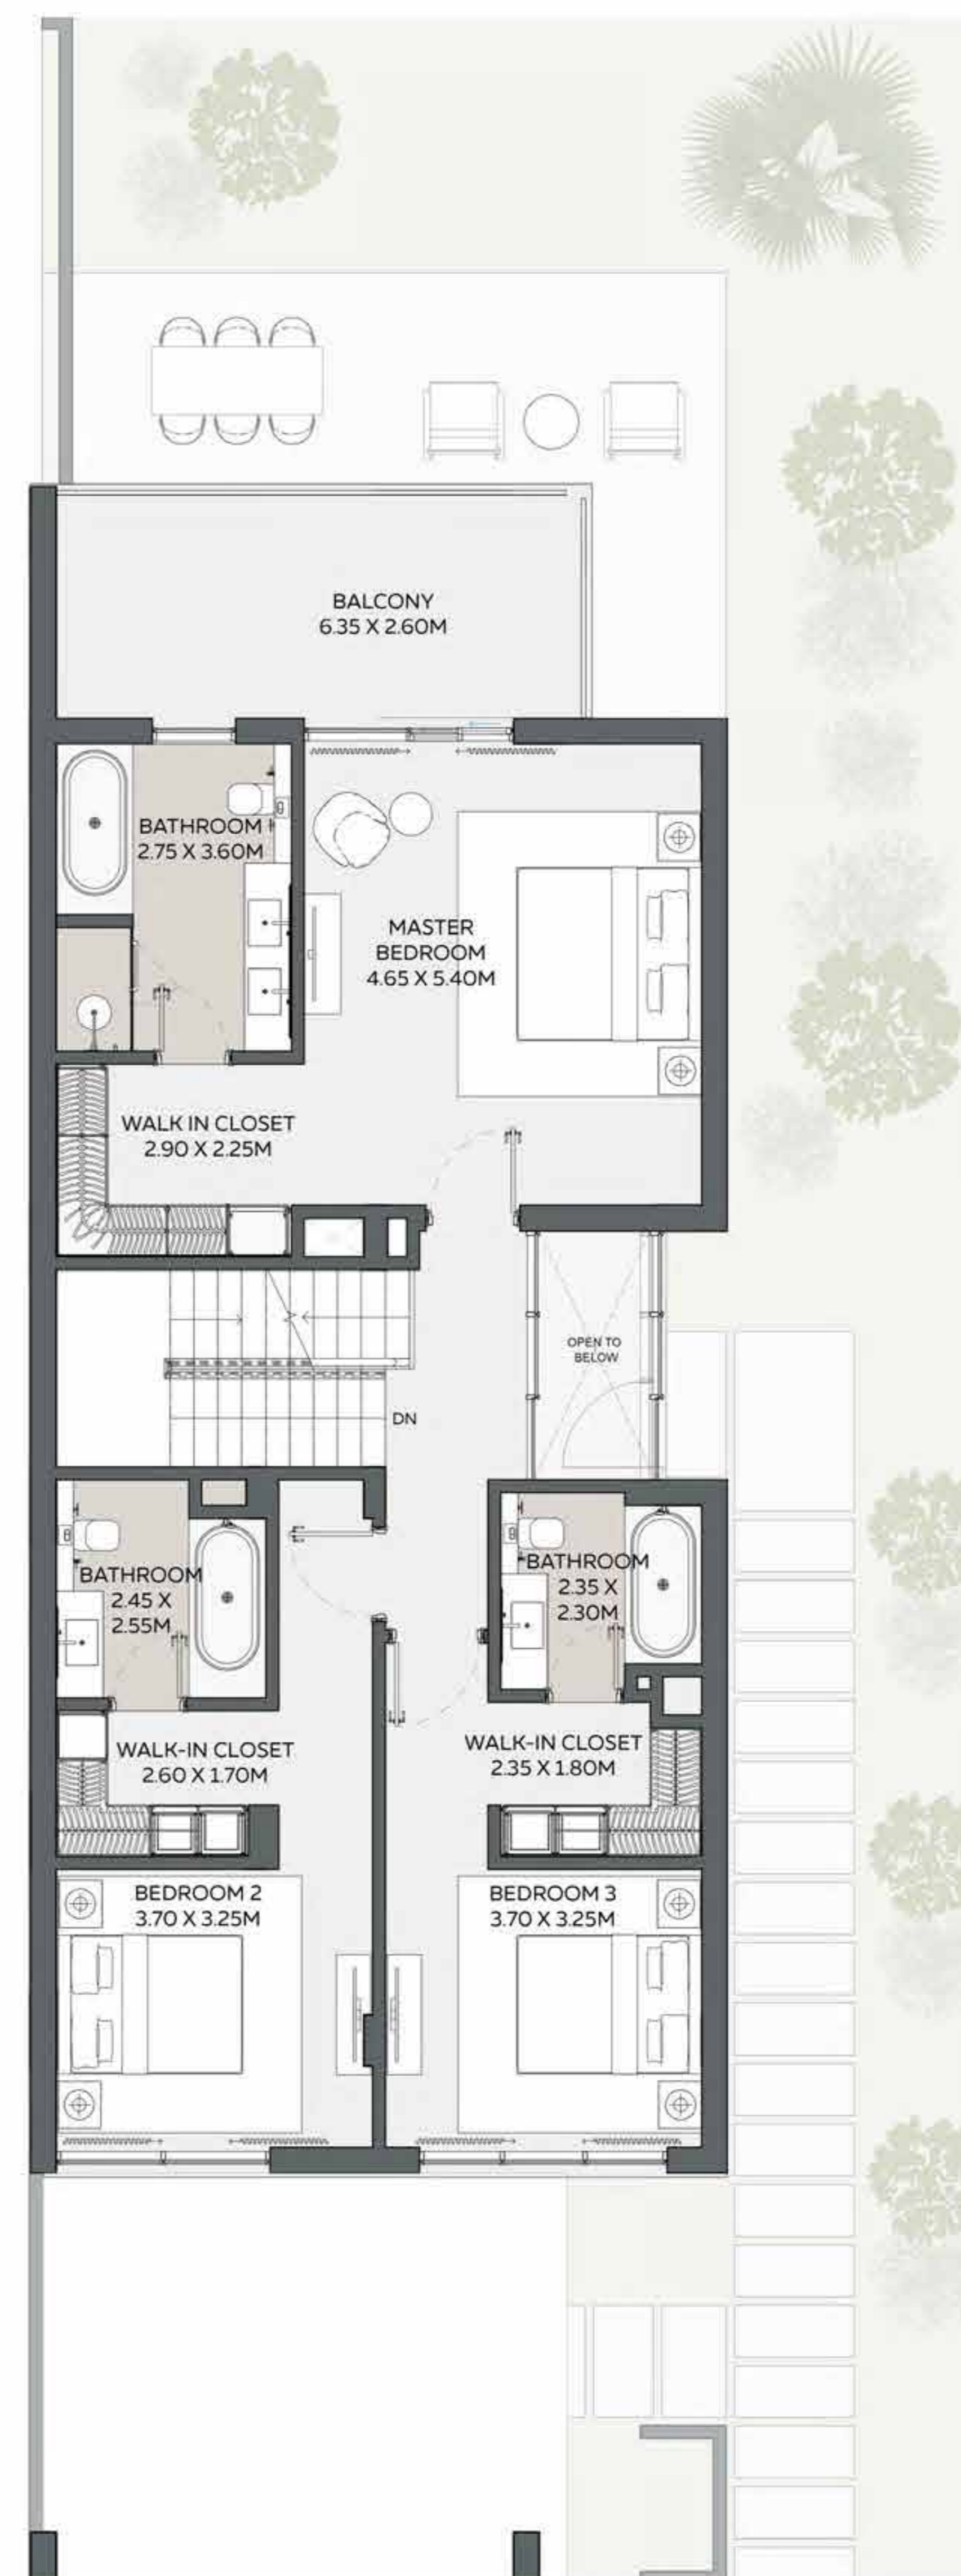 BALCONY
6.35 X 2.60M
BATHROOM
2.75 X 3.60M
MASTER
BEDROOM
4.65 X 5.40M
WALK IN CLOSET
2.90 X 2.25M
OPEN TO
BELOW
DN
BATHROOM
2.45 X
2.55M
BATHROOM
2.35 X
2.30M
WALK-IN CLOSET
2.60 X 1.70M
WALK-IN CLOSET
2.35 X 1.80M
BEDROOM 2
3.70 X 3.25M
BEDROOM 3
3.70 X 3.25M